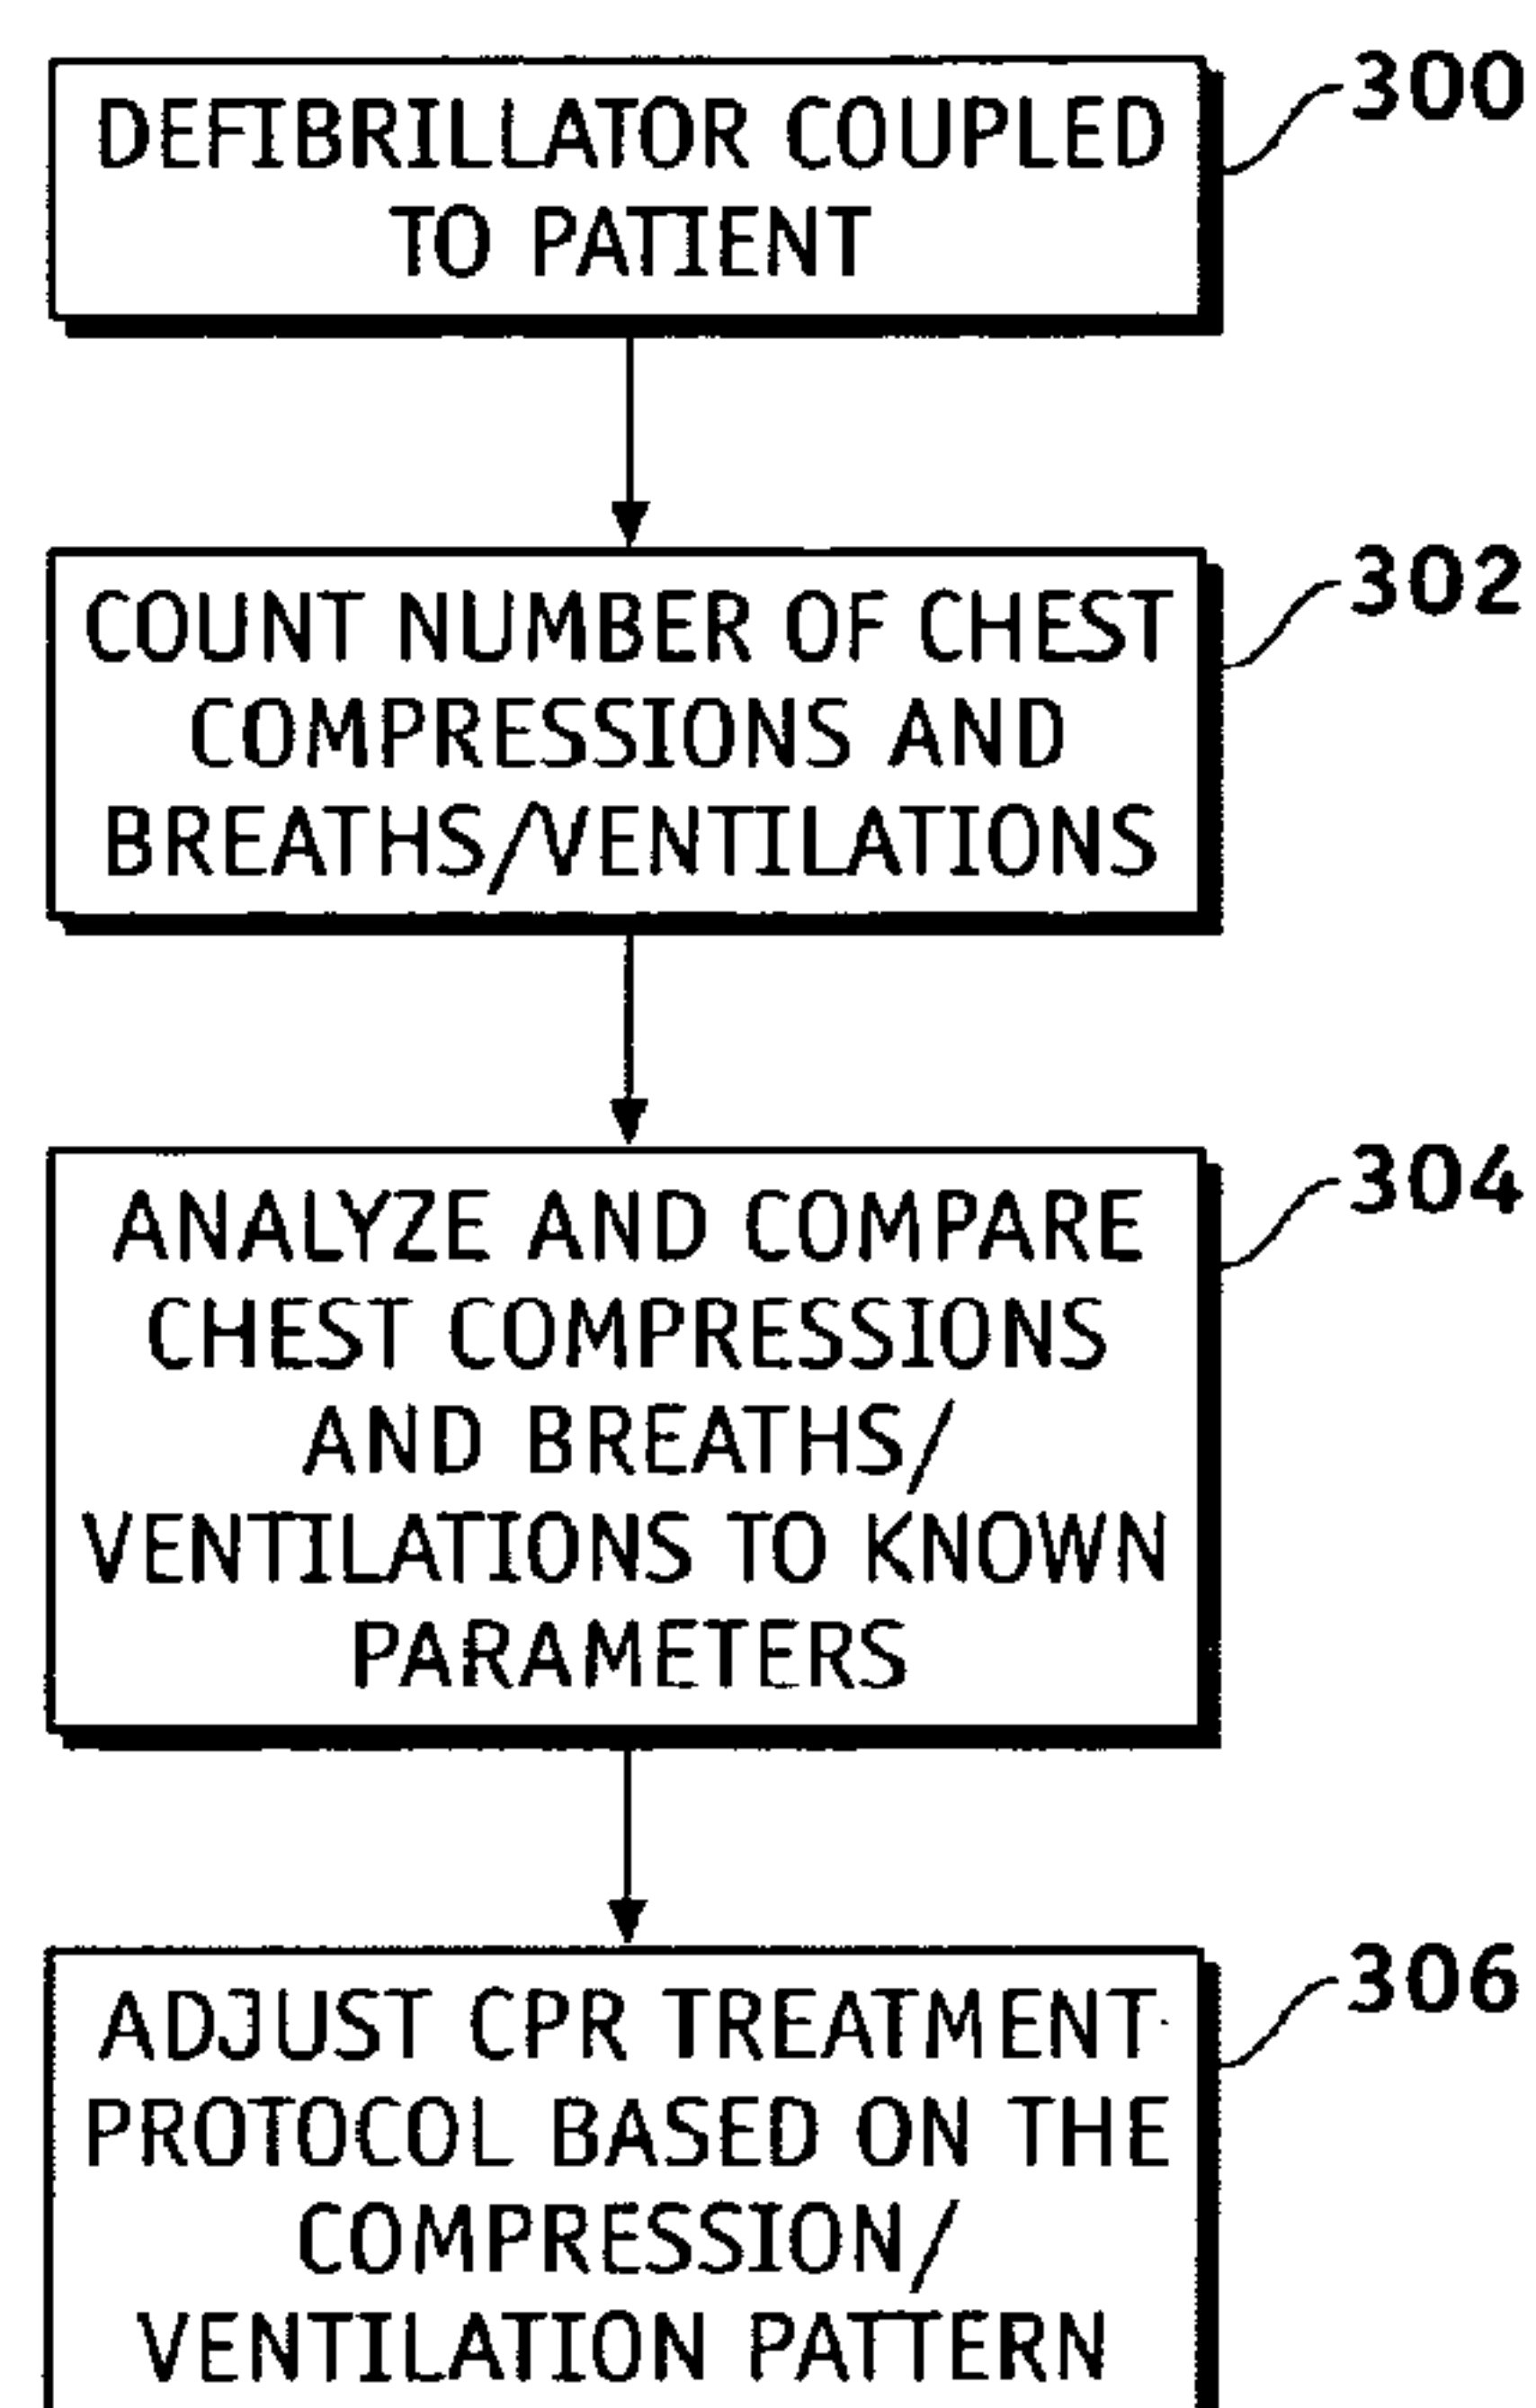 300
DEFIBRILLATOR COUPLED
TO PATIENT
302
COUNT NUMBER OF CHEST
COMPRESSIONS AND
BREATHS/VENTILATIONS
304
ANALYZE AND COMPARE
CHEST COMPRESSIONS
AND BREATHS/
VENTILATIONS TO KNOWN
PARAMETERS
306
ADJUST CPR TREATMENT
PROTOCOL BASED ON THE
COMPRESSION/
VENTILATION PATTERN